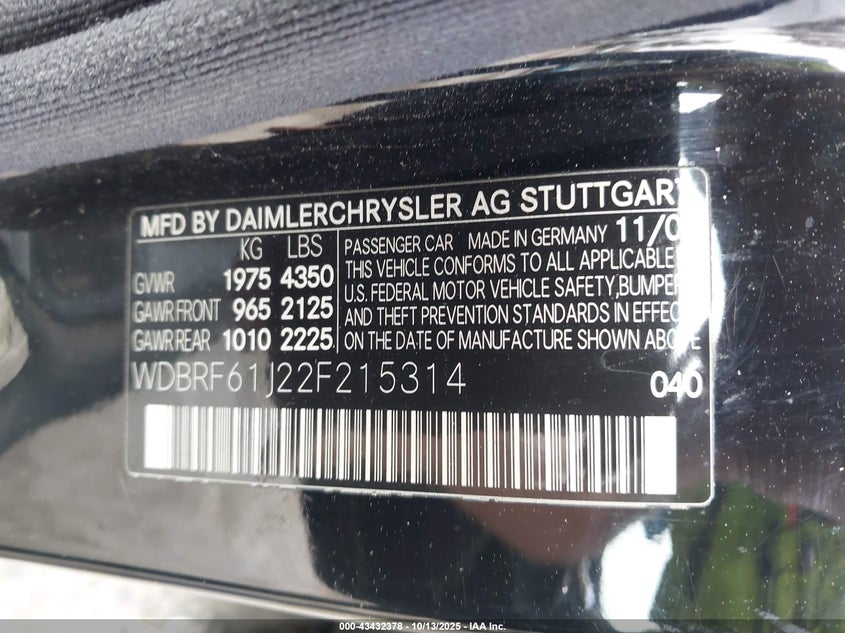 MFD BY DAIMLERCHRYSLER AG STUTTGART
KG LBS
GVWR 1975 4350
GAWR FRONT 965 2125
GAWR REAR 1010 2225
PASSENGER CAR MADE IN GERMANY 11/0
THIS VEHICLE CONFORMS TO ALL APPLICABLE
U.S. FEDERAL MOTOR VEHICLE SAFETY, BUMPER
AND THEFT PREVENTION STANDARDS IN EFFECT
ON THE DATE OF MANUFACTURE SHOWN ABOVE
WDBRF61J22F215314
040
000-43432378 - 10/13/2025 - IAA Inc.